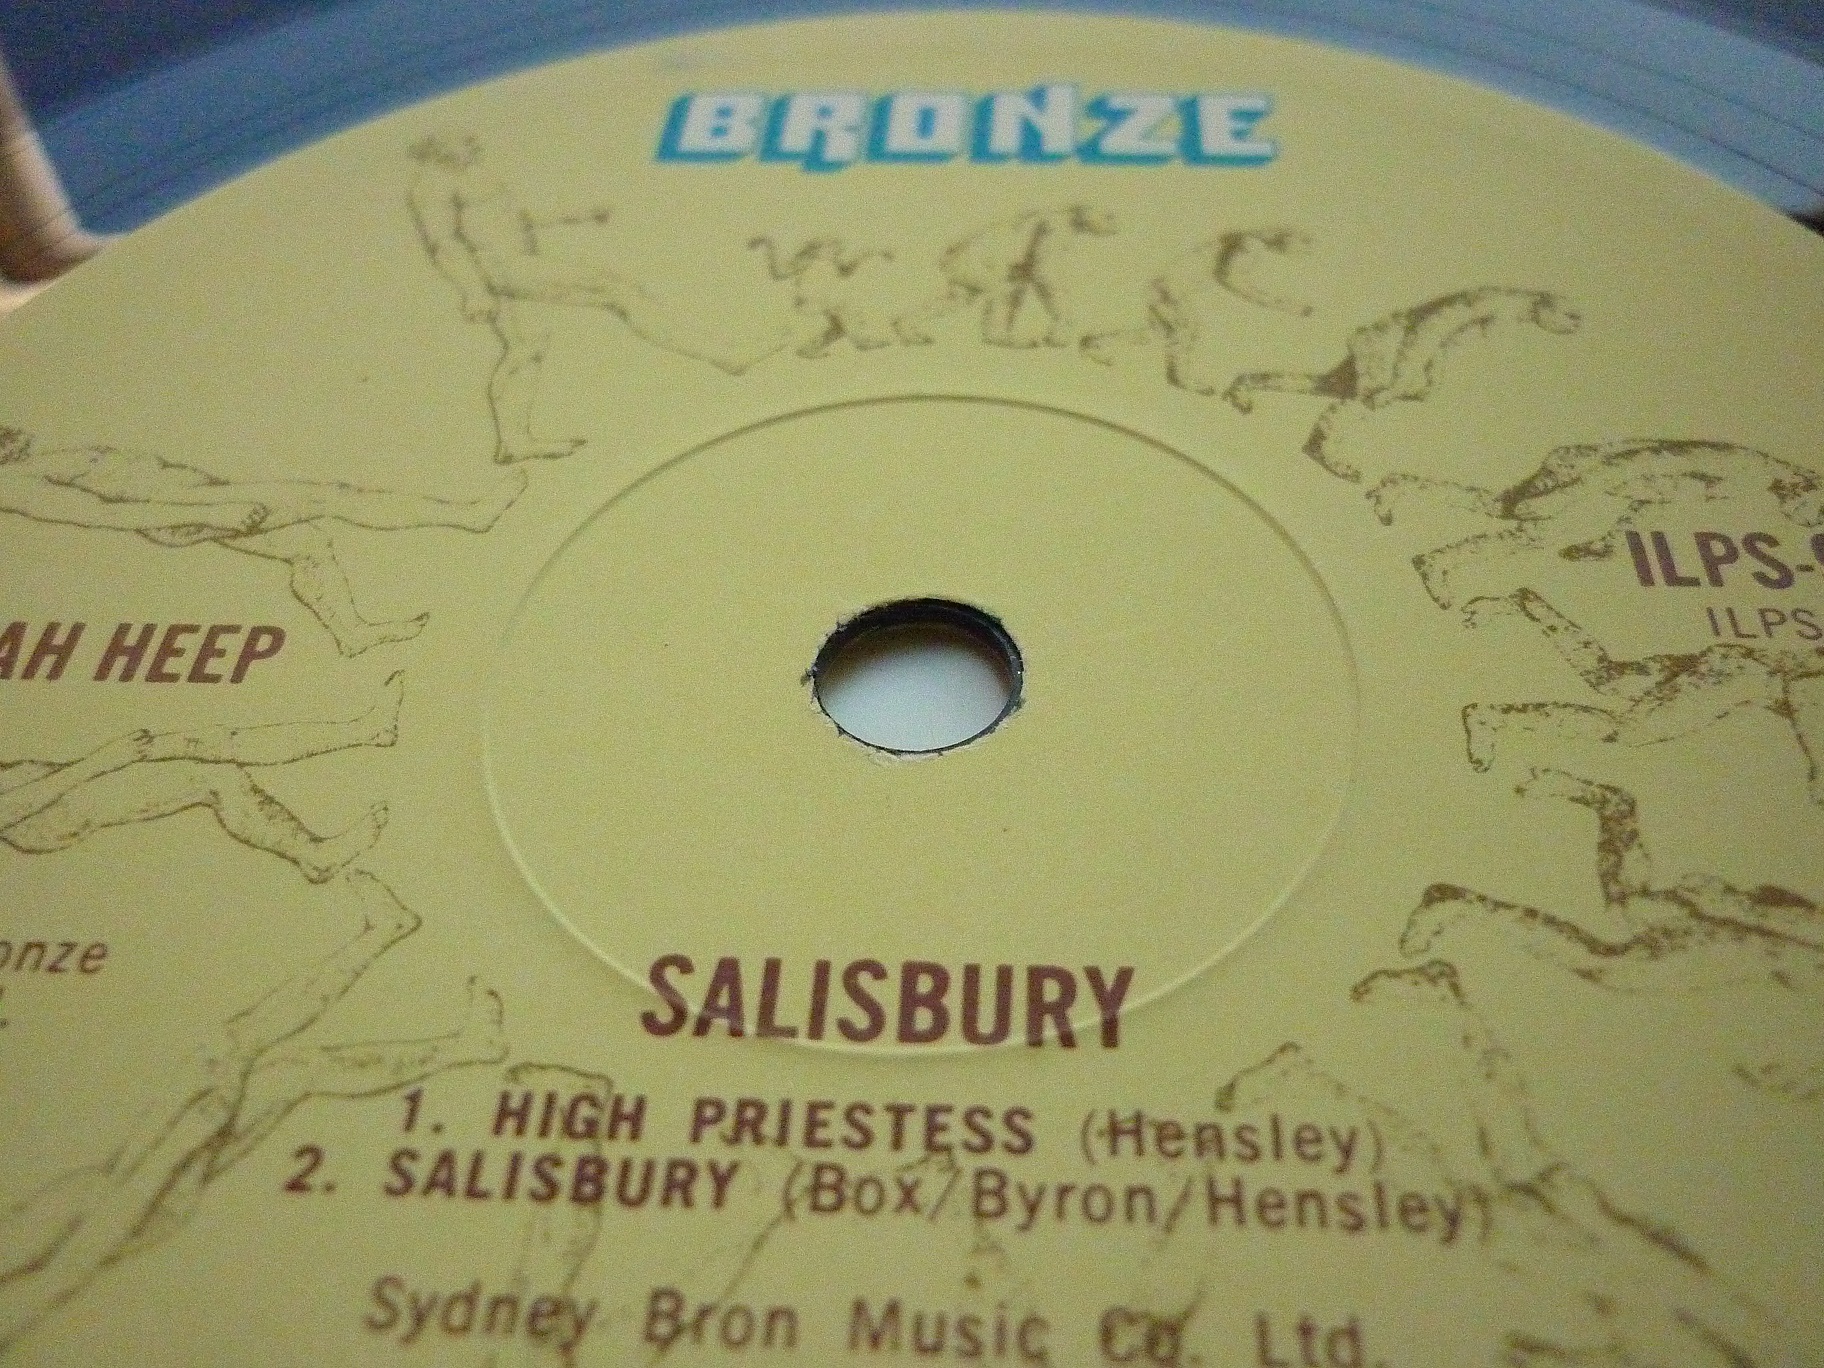 BRONZE
ILPS-
ILPS
AH HEEP
onze
SALISBURY
1. HIGH PRIESTESS (Hensley)
2. SALISBURY (Box/Byron/Hensley)
Sydney Bron Music Co. Ltd.